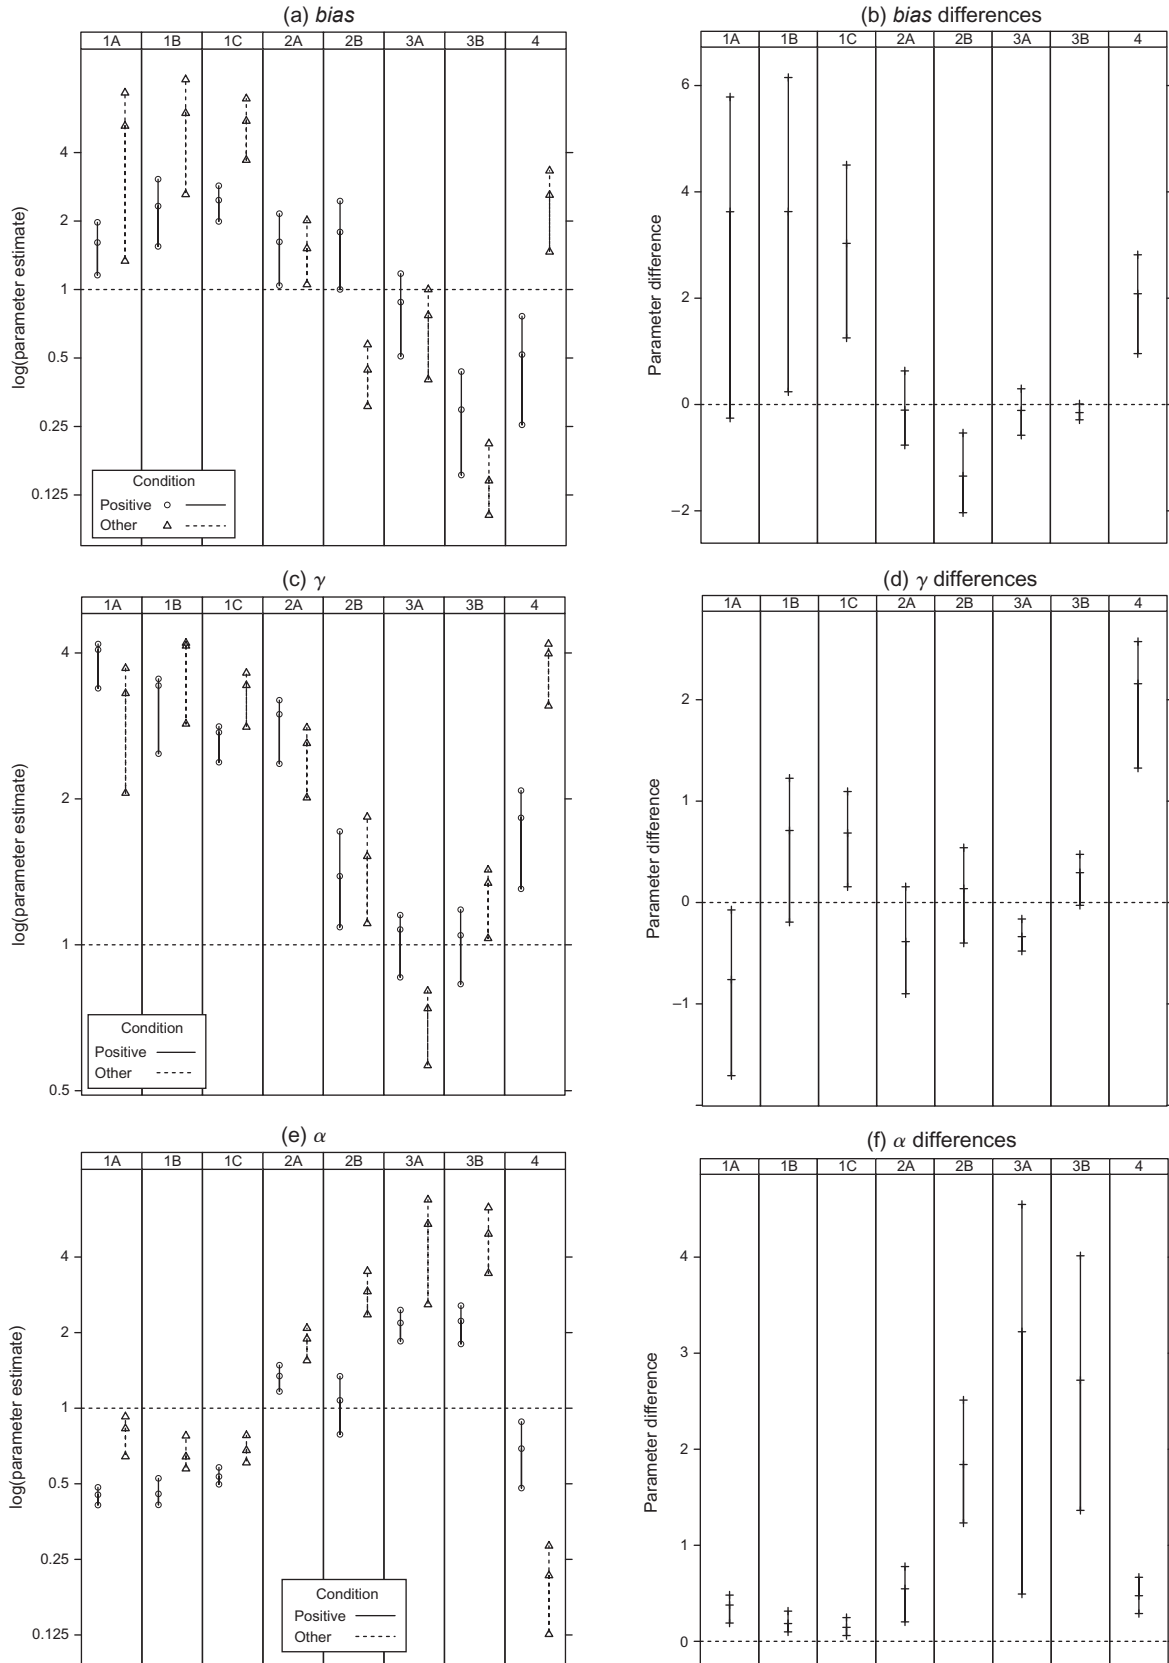 (a) bias
1A 1B 1C 2A 2B 3A 3B 4
4
2
1
0.5
0.25
0.125
log(parameter estimate)
Condition
Positive
Other
(b) bias differences
1A 1B 1C 2A 2B 3A 3B 4
6
4
2
0
−2
Parameter difference
(c) γ
1A 1B 1C 2A 2B 3A 3B 4
4
2
1
0.5
log(parameter estimate)
Condition
Positive
Other
(d) γ differences
1A 1B 1C 2A 2B 3A 3B 4
2
1
0
−1
Parameter difference
(e) α
1A 1B 1C 2A 2B 3A 3B 4
4
2
1
0.5
0.25
0.125
log(parameter estimate)
Condition
Positive
Other
(f) α differences
1A 1B 1C 2A 2B 3A 3B 4
4
3
2
1
0
Parameter difference